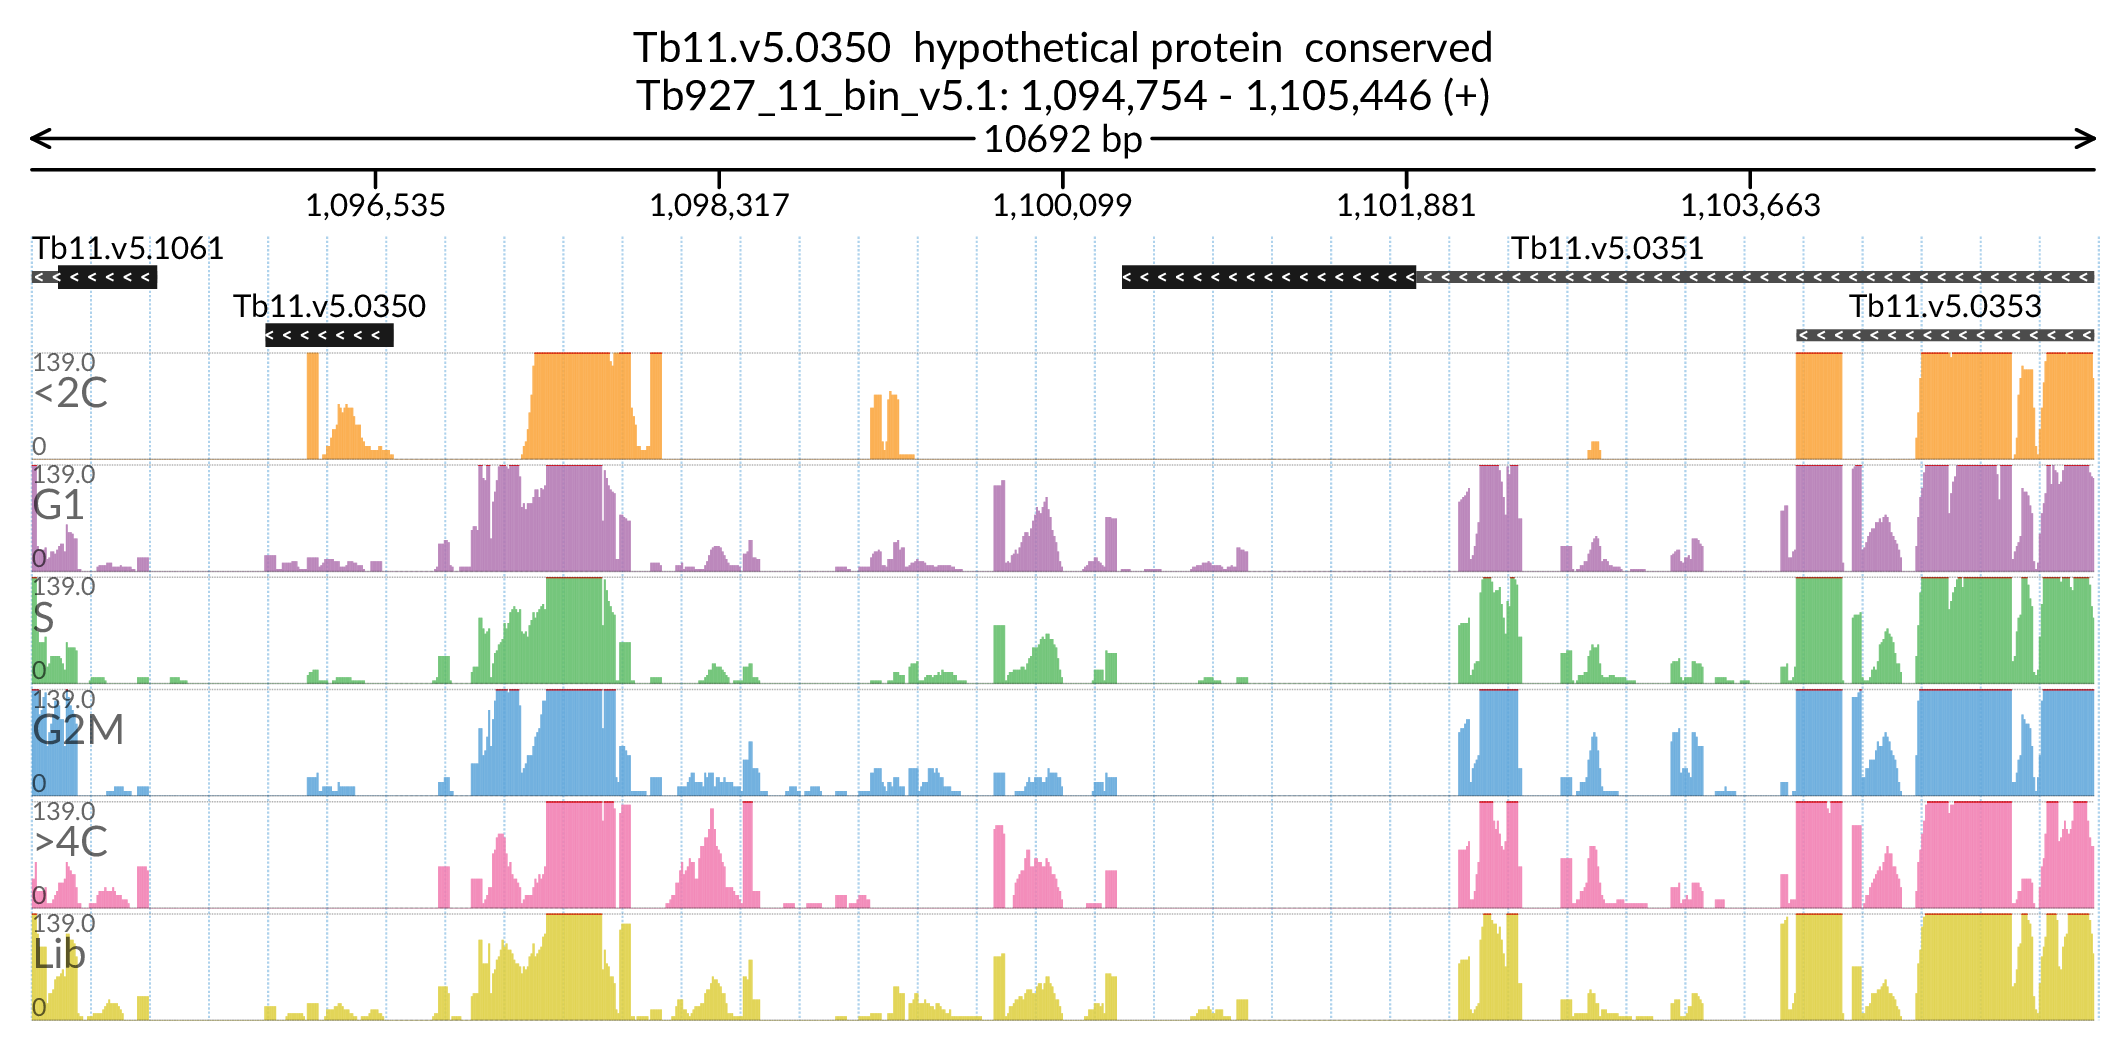 Tb11.v5.0350 hypothetical protein conserved
Tb927_11_bin_v5.1: 1,094,754 - 1,105,446 (+)
10692 bp
1,096,535 1,098,317 1,100,099 1,101,881 1,103,663
Tb11.v5.1061 Tb11.v5.0351
Tb11.v5.0350 Tb11.v5.0353
139.0
<2C
0
139.0
G1
0
139.0
S
0
139.0
G2M
0
139.0
>4C
0
139.0
Lib
0